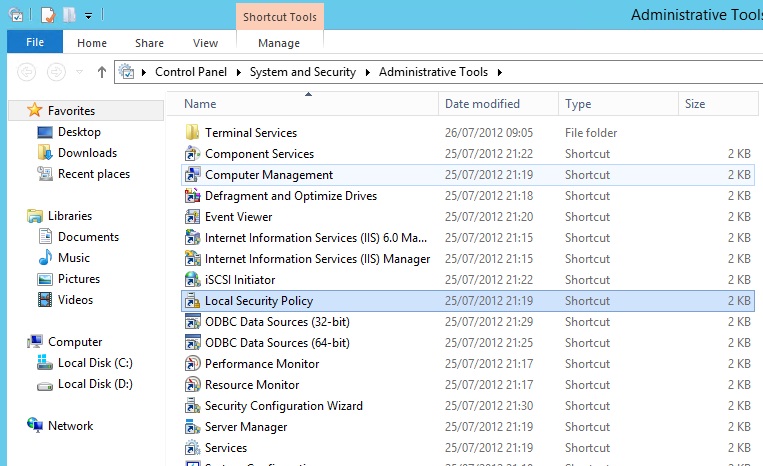 Shortcut Tools
Administrative Tools
File Home Share View Manage
Control Panel System and Security Administrative Tools
Name Date modified Type Size
Favorites
Desktop
Downloads
Recent places
Libraries
Documents
Music
Pictures
Videos
Computer
Local Disk (C:)
Local Disk (D:)
Network
Terminal Services 26/07/2012 09:05 File folder
Component Services 25/07/2012 21:22 Shortcut 2 KB
Computer Management 25/07/2012 21:19 Shortcut 2 KB
Defragment and Optimize Drives 25/07/2012 21:18 Shortcut 2 KB
Event Viewer 25/07/2012 21:20 Shortcut 2 KB
Internet Information Services (IIS) 6.0 Ma... 25/07/2012 21:15 Shortcut 2 KB
Internet Information Services (IIS) Manager 25/07/2012 21:15 Shortcut 2 KB
iSCSI Initiator 25/07/2012 21:22 Shortcut 2 KB
Local Security Policy 25/07/2012 21:19 Shortcut 2 KB
ODBC Data Sources (32-bit) 25/07/2012 21:29 Shortcut 2 KB
ODBC Data Sources (64-bit) 25/07/2012 21:25 Shortcut 2 KB
Performance Monitor 25/07/2012 21:17 Shortcut 2 KB
Resource Monitor 25/07/2012 21:17 Shortcut 2 KB
Security Configuration Wizard 25/07/2012 21:30 Shortcut 2 KB
Server Manager 25/07/2012 21:19 Shortcut 2 KB
Services 25/07/2012 21:19 Shortcut 2 KB